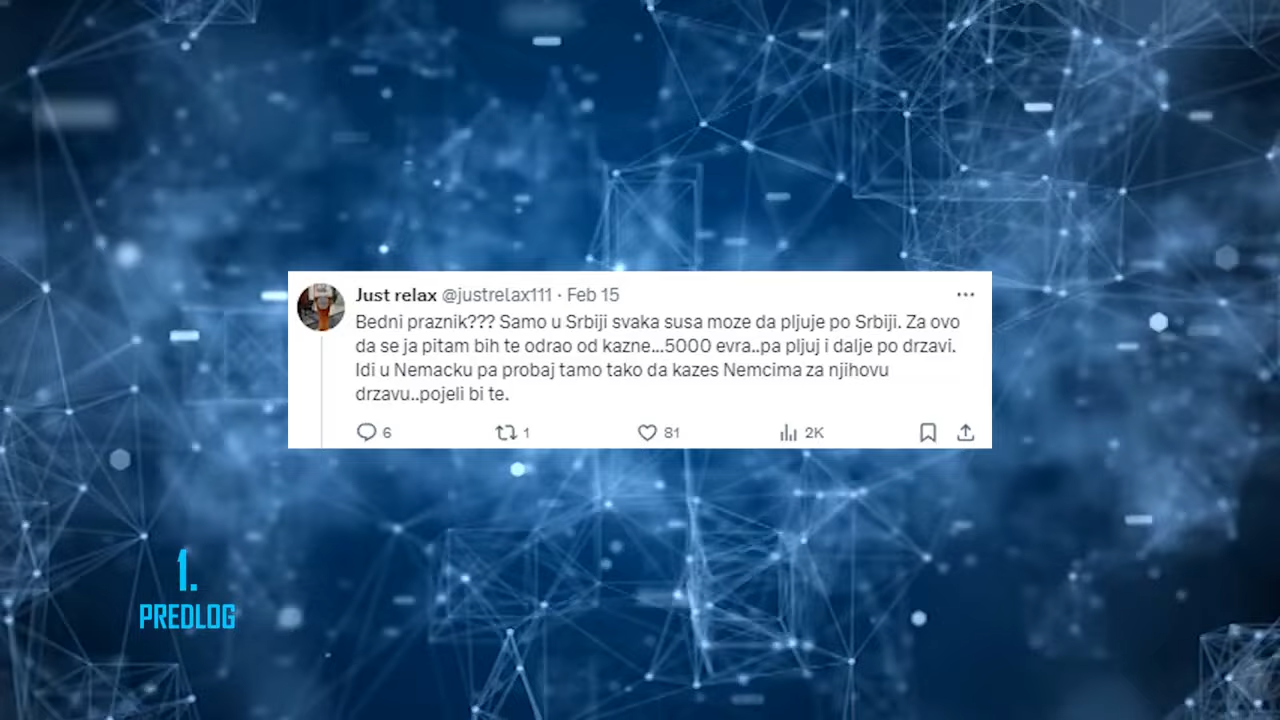 Just relax @justrelax111 · Feb 15
Bedni praznik??? Samo u Srbiji svaka susa moze da pljuje po Srbiji. Za ovo
da se ja pitam bih te odrao od kazne...5000 evra..pa pljuj i dalje po drzavi.
Idi u Nemacku pa probaj tamo tako da kazes Nemcima za njihovu
drzavu..pojeli bi te.
6 1 81 2K
1.
PREDLOG